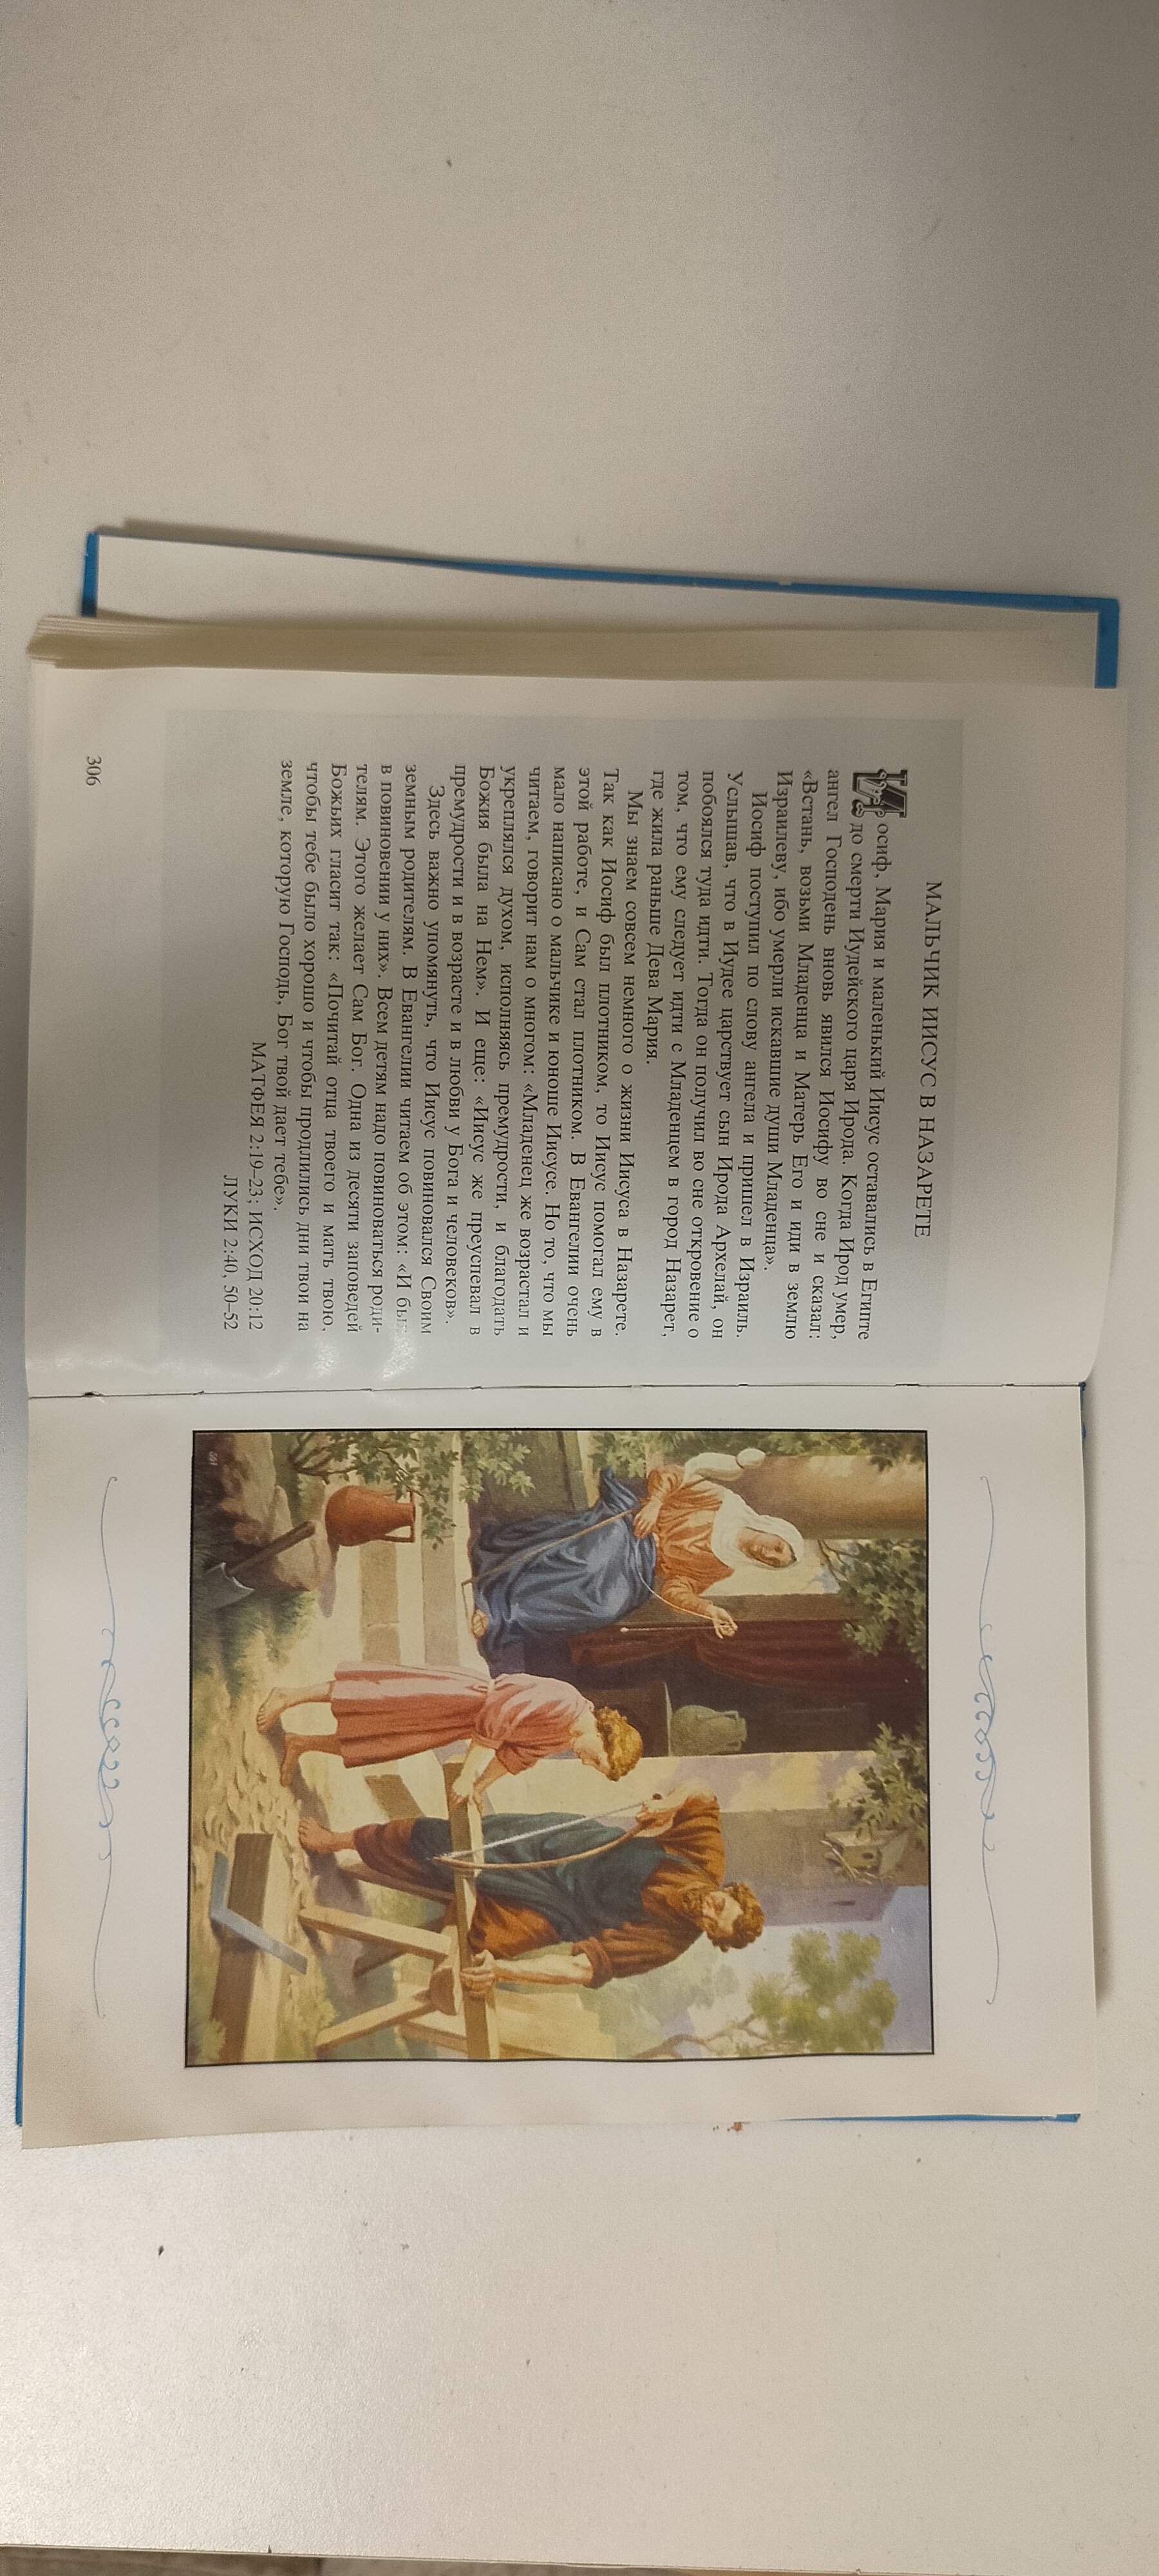 МАЛЬЧИК ИИСУС В НАЗАРЕТЕ
Иосиф, Мария и маленький Иисус оставались в Египте
до смерти Иудейского царя Ирода. Когда Ирод умер,
ангел Господень вновь явился Иосифу во сне и сказал:
«Встань, возьми Младенца и Матерь Его и иди в землю
Израилеву, ибо умерли искавшие души Младенца».
Иосиф поступил по слову ангела и пришел в Израиль.
Услышав, что в Иудее царствует сын Ирода Архелай, он
побоялся туда идти. Тогда он получил во сне откровение о
том, что ему следует идти с Младенцем в город Назарет,
где жила раньше Дева Мария.
Мы знаем совсем немного о жизни Иисуса в Назарете.
Так как Иосиф был плотником, то Иисус помогал ему в
этой работе, и Сам стал плотником. В Евангелии очень
мало написано о мальчике и юноше Иисусе. Но то, что мы
читаем, говорит нам о многом: «Младенец же возрастал и
укреплялся духом, исполняясь премудрости, и благодать
Божия была на Нем». И еще: «Иисус же преуспевал в
премудрости и в возрасте и в любви у Бога и человеков».
Здесь важно упомянуть, что Иисус повиновался Своим
земным родителям. В Евангелии читаем об этом: «И был
в повиновении у них». Всем детям надо повиноваться роди-
телям. Этого желает Сам Бог. Одна из десяти заповедей
Божьих гласит так: «Почитай отца твоего и мать твою,
чтобы тебе было хорошо и чтобы продлились дни твои на
земле, которую Господь, Бог твой дает тебе».
МАТФЕЯ 2:19–23; ИСХОД 20:12
ЛУКИ 2:40, 50–52
306